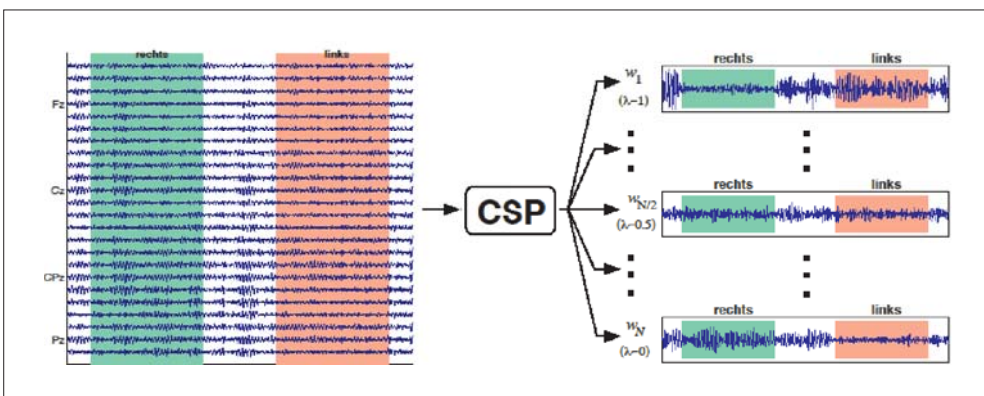 rechts links
Fz
Cz
CPz
Pz
CSP
w1
(λ–1)
rechts links
wN/2
(λ–0.5)
rechts links
wN
(λ–0)
rechts links